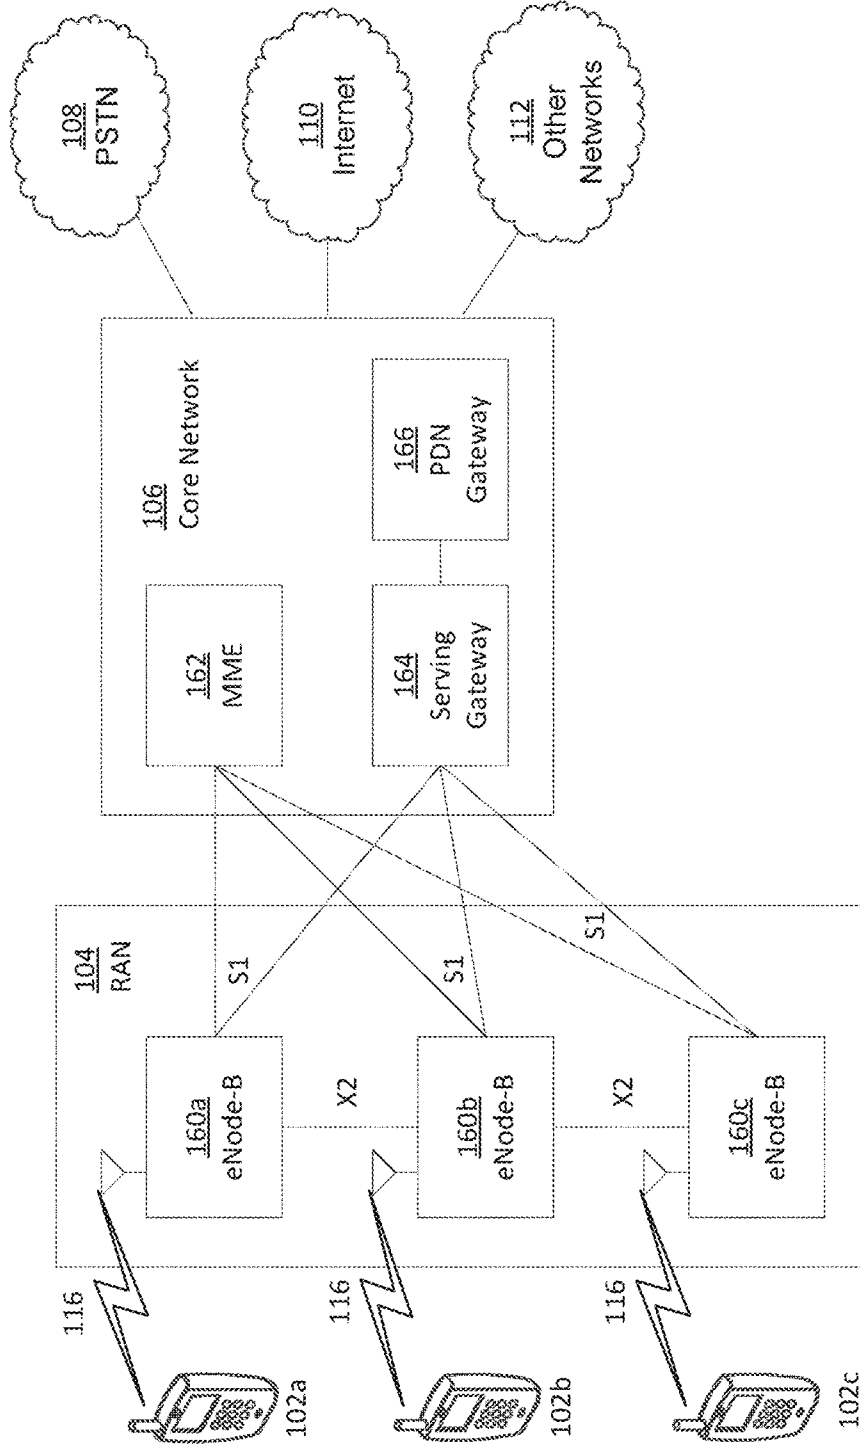 116
102a
116
102b
116
102c
104
RAN
160a
eNode-B
X2
160b
eNode-B
X2
160c
eNode-B
S1
S1
S1
106
Core Network
162
MME
164
Serving
Gateway
166
PDN
Gateway
108
PSTN
110
Internet
112
Other
Networks